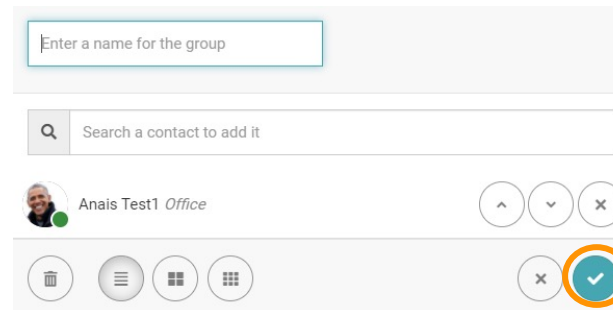 Enter a name for the group
Search a contact to add it
Anais Test1 Office